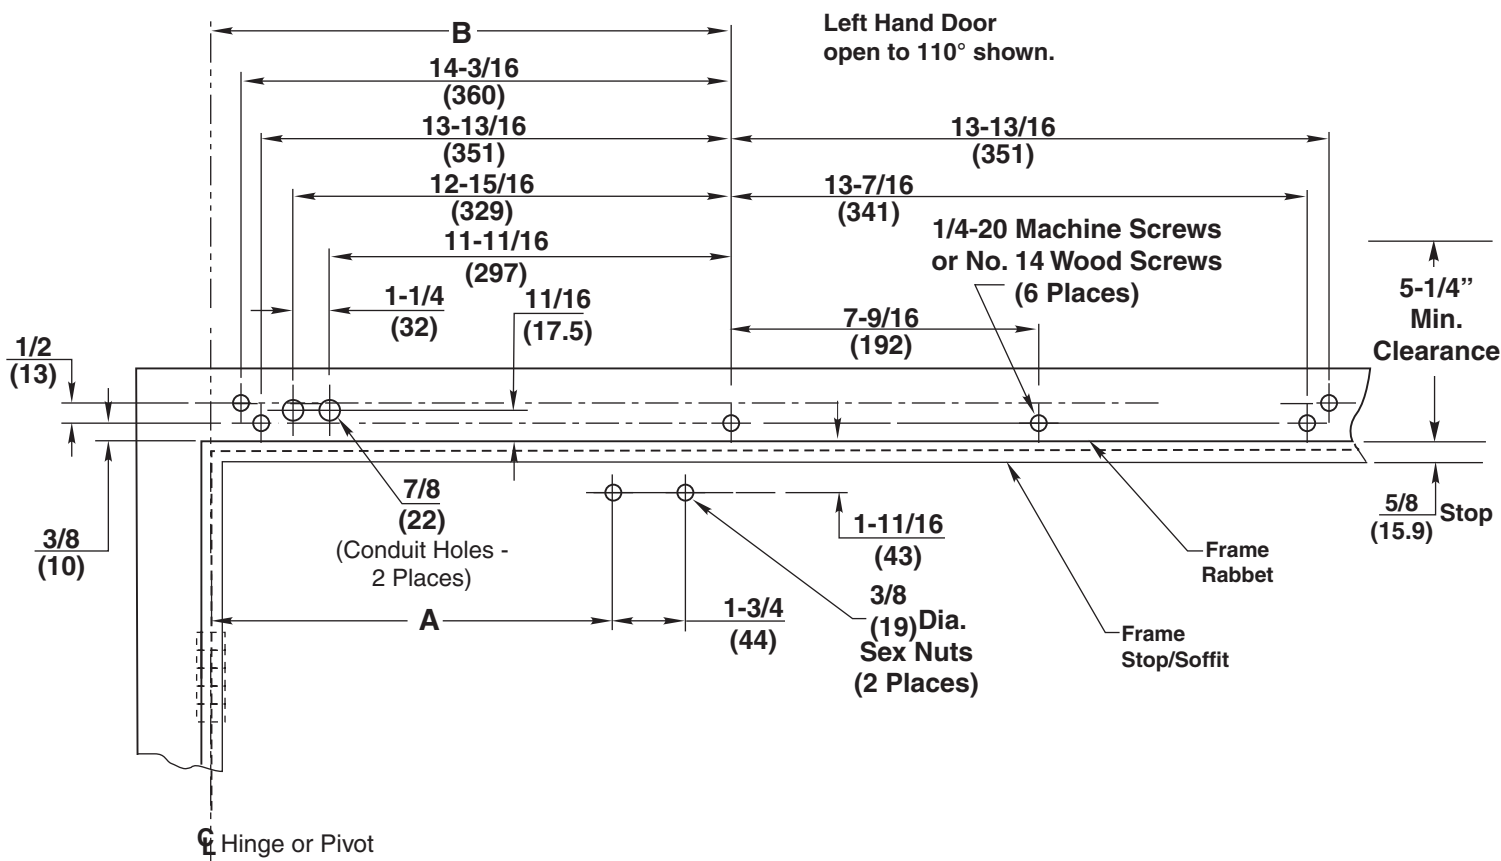 Left Hand Door
open to 110° shown.
B
14-3/16
(360)
13-13/16
(351)
13-13/16
(351)
12-15/16
(329)
13-7/16
(341)
11-11/16
(297)
1/4-20 Machine Screws
or No. 14 Wood Screws
(6 Places)
1-1/4
(32)
11/16
(17.5)
7-9/16
(192)
5-1/4”
Min.
Clearance
1/2
(13)
3/8
(10)
7/8
(22)
(Conduit Holes -
2 Places)
1-11/16
(43)
5/8
(15.9)
Stop
Frame
Rabbet
A
1-3/4
(44)
3/8
(19) Dia.
Sex Nuts
(2 Places)
Frame
Stop/Soffit
℄ Hinge or Pivot